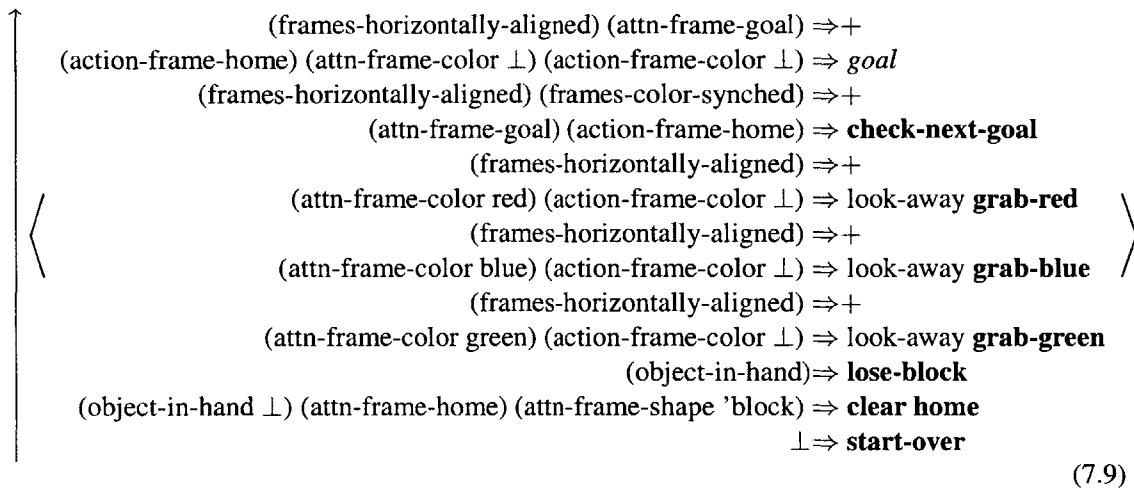 (frames-horizontally-aligned) (attn-frame-goal) ⇒+
(action-frame-home) (attn-frame-color ⊥) (action-frame-color ⊥) ⇒ goal
(frames-horizontally-aligned) (frames-color-synched) ⇒+
(attn-frame-goal) (action-frame-home) ⇒ check-next-goal
(frames-horizontally-aligned) ⇒+
(attn-frame-color red) (action-frame-color ⊥) ⇒ look-away grab-red
(frames-horizontally-aligned) ⇒+
(attn-frame-color blue) (action-frame-color ⊥) ⇒ look-away grab-blue
(frames-horizontally-aligned) ⇒+
(attn-frame-color green) (action-frame-color ⊥) ⇒ look-away grab-green
(object-in-hand)⇒ lose-block
(object-in-hand ⊥) (attn-frame-home) (attn-frame-shape 'block) ⇒ clear home
⊥⇒ start-over
(7.9)